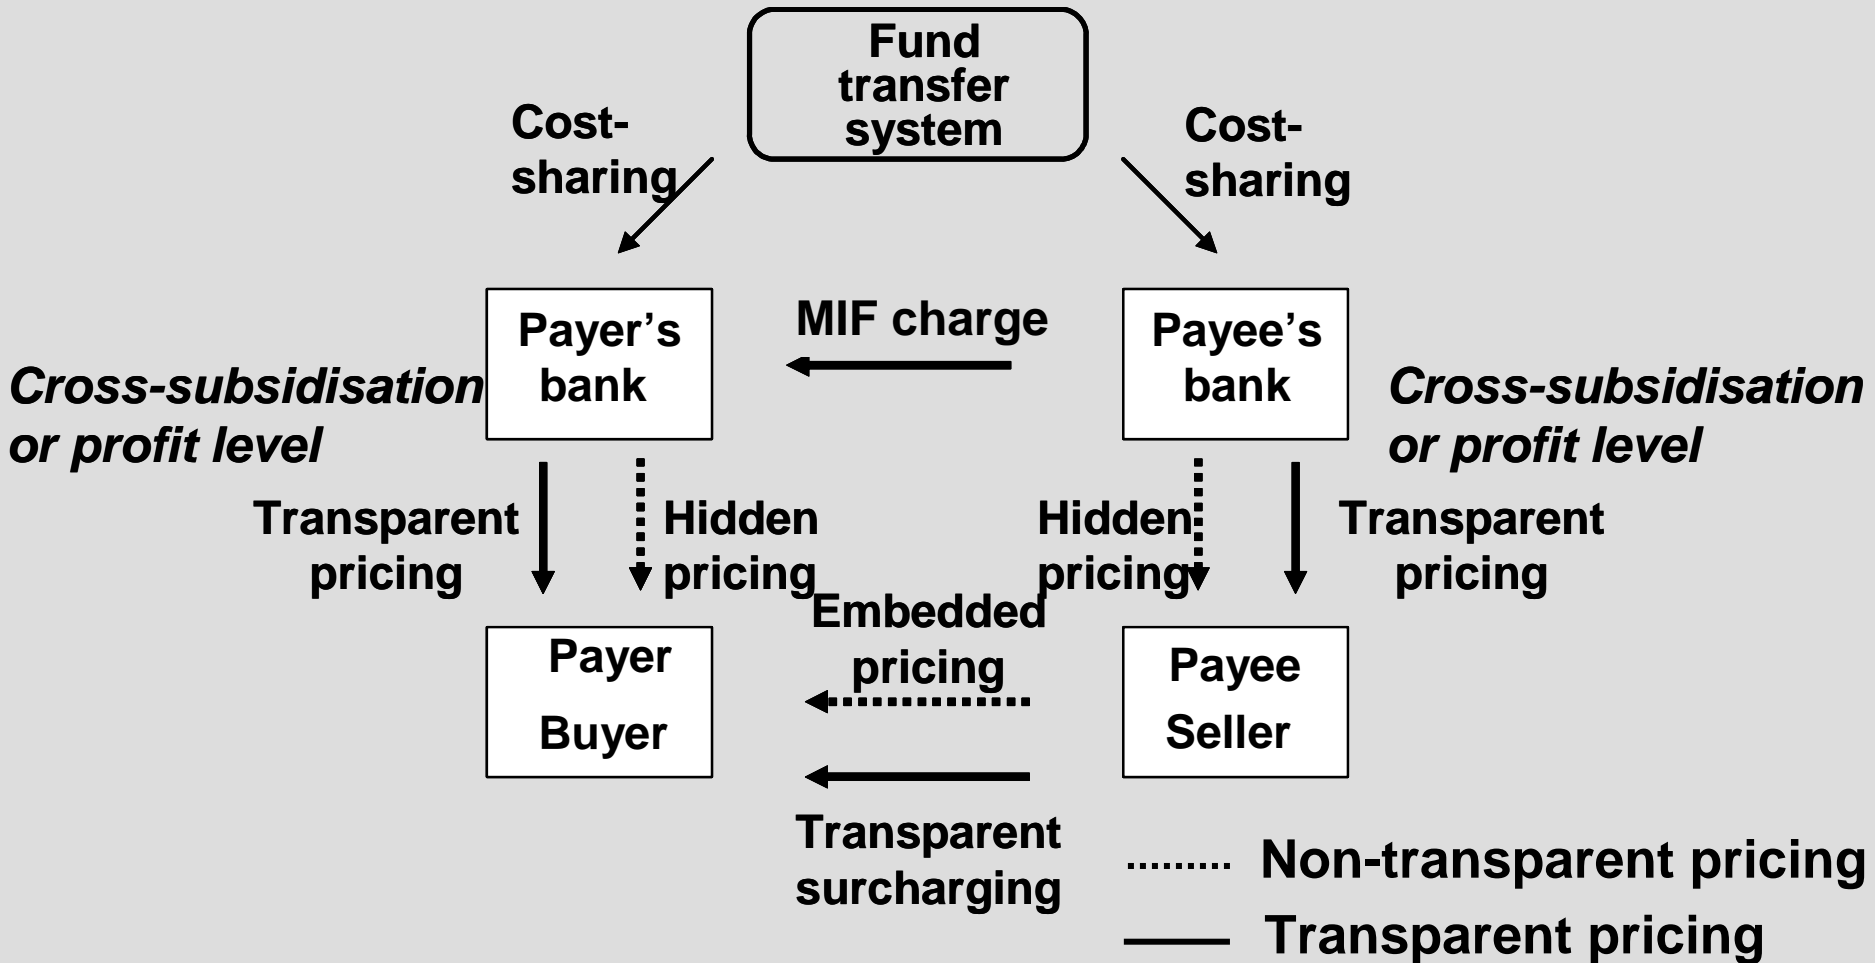 Fund
transfer
system
Cost-
sharing
Cost-
sharing
Payer’s
bank
MIF charge
Payee’s
bank
Cross-subsidisation
or profit level
Cross-subsidisation
or profit level
Transparent
pricing
Hidden
pricing
Hidden
pricing
Transparent
pricing
Embedded
pricing
Payer
Buyer
Payee
Seller
Transparent
surcharging
Non-transparent pricing
Transparent pricing